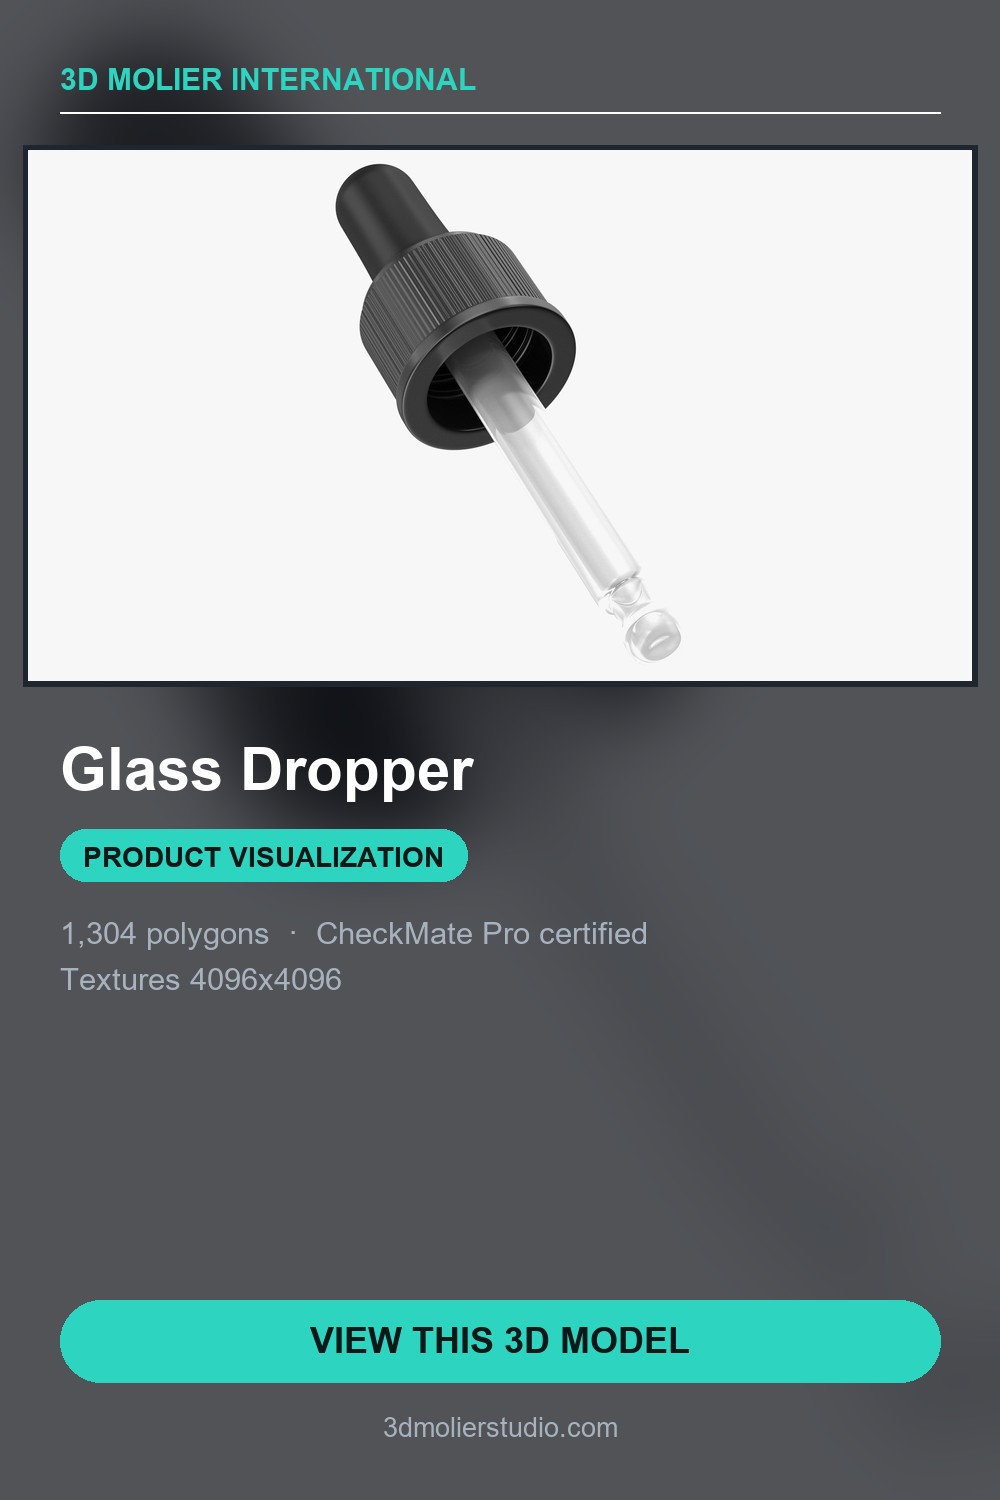 3D MOLIER INTERNATIONAL
Glass Dropper
PRODUCT VISUALIZATION
1,304 polygons · CheckMate Pro certified
Textures 4096x4096
VIEW THIS 3D MODEL
3dmolierstudio.com